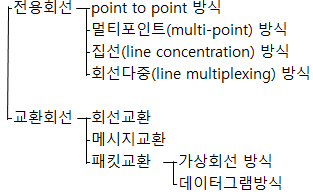 전용회선 point to point 방식
멀티포인트(multi-point) 방식
집선(line concentration) 방식
회선다중(line multiplexing) 방식
교환회선 회선교환
메시지교환
패킷교환 가상회선 방식
데이터그램방식